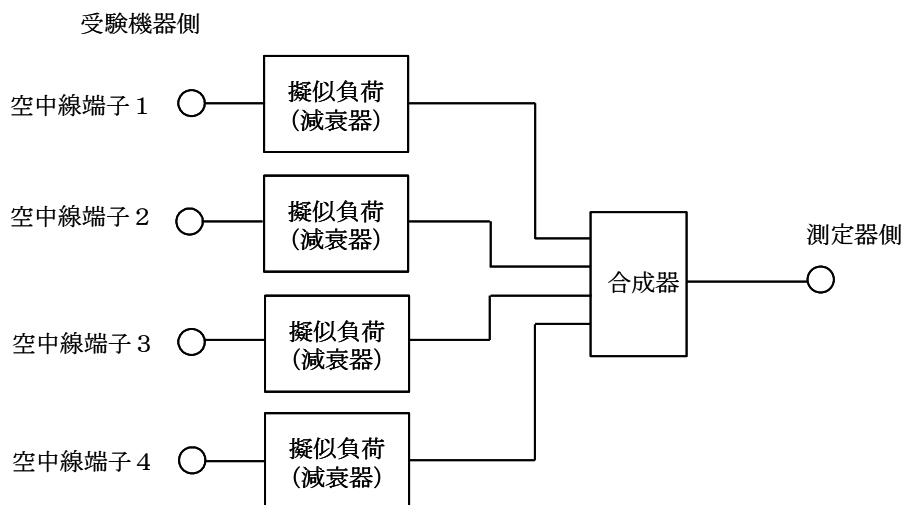 受験機器側
空中線端子１
擬似負荷
（減衰器）
空中線端子２
擬似負荷
（減衰器）
測定器側
合成器
空中線端子３
擬似負荷
（減衰器）
空中線端子４
擬似負荷
（減衰器）